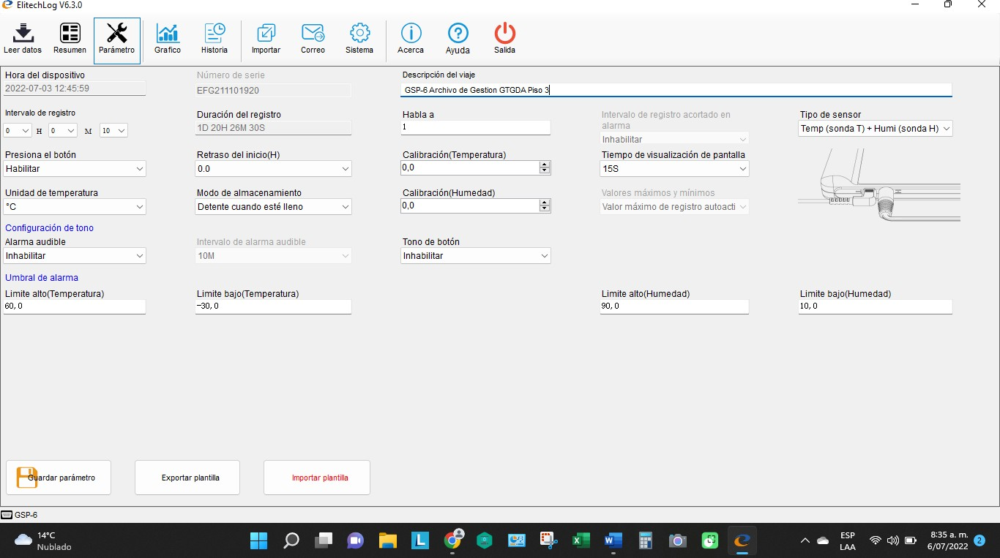 ElitechLog V6.3.0
Leer datos Resumen Parámetro Grafico Historia Importar Correo Sistema Acerca Ayuda Salida
Hora del dispositivo Número de serie Descripción del viaje
2022-07-03 12:45:59 EFG211101920 GSP-6 Archivo de Gestion GTGDA Piso 3
Intervalo de registro Duración del registro Habla a Intervalo de registro acortado en alarma Tipo de sensor
0 H 0 M 10 1D 20H 26M 30S 1 Inhabilitar Temp (sonda T) + Humi (sonda H)
Presiona el botón Retraso del inicio(H) Calibración(Temperatura) Tiempo de visualización de pantalla
Habilitar 0.0 0,0 15S
Unidad de temperatura Modo de almacenamiento Calibración(Humedad) Valores máximos y mínimos
°C Detente cuando esté lleno 0,0 Valor máximo de registro autoacti
Configuración de tono
Alarma audible Intervalo de alarma audible Tono de botón
Inhabilitar 10M Inhabilitar
Umbral de alarma
Limite alto(Temperatura) Limite bajo(Temperatura) Limite alto(Humedad) Limite bajo(Humedad)
60,0 -30,0 90,0 10,0
Guardar parámetro Exportar plantilla Importar plantilla
GSP-6
14°C
Nublado
ESP
LAA
8:35 a. m.
6/07/2022
2